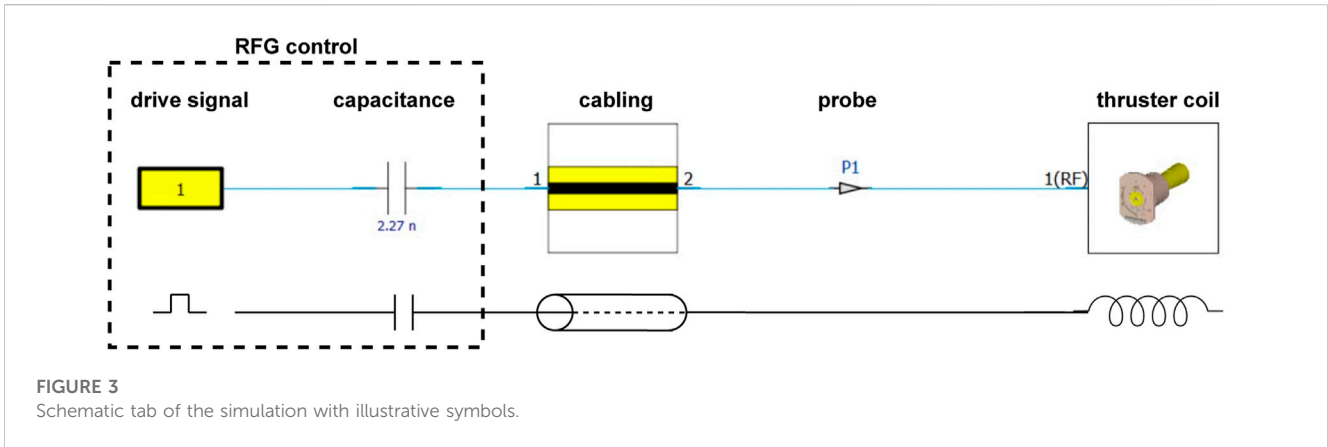 RFG control
drive signal capacitance cabling probe thruster coil
1 1 2 P1 1(RF)
2.27 n
FIGURE 3
Schematic tab of the simulation with illustrative symbols.